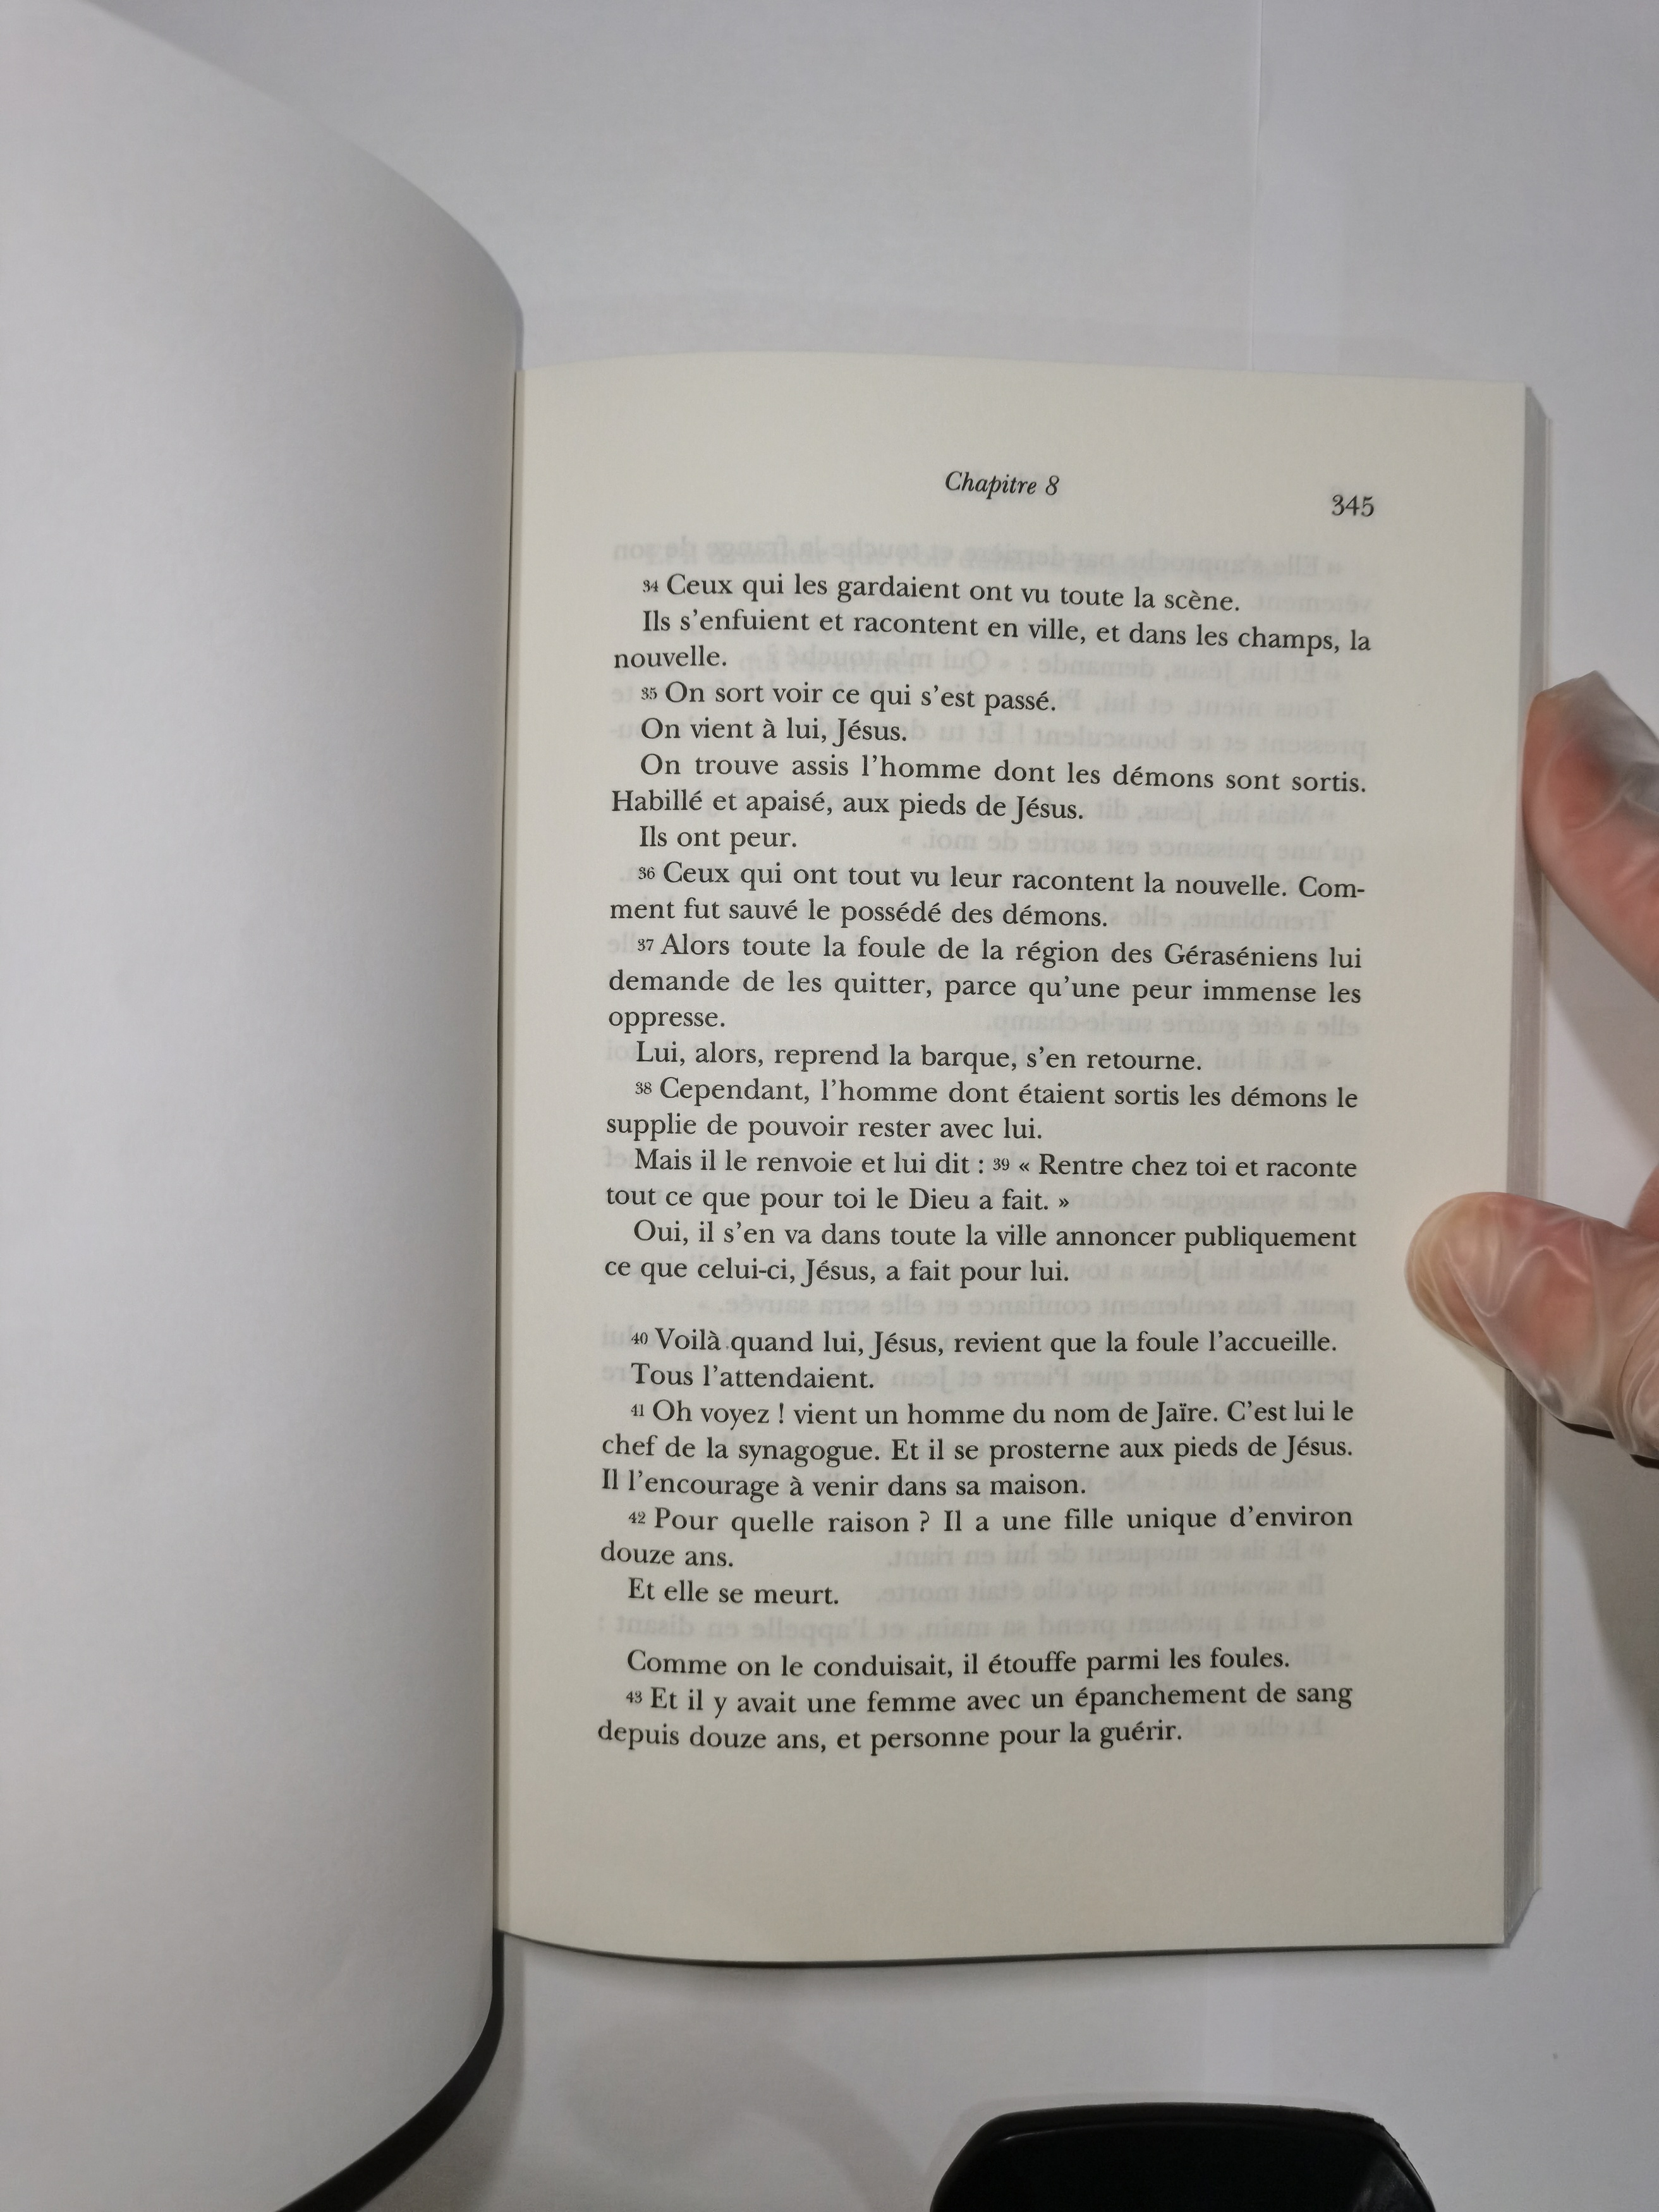 Chapitre 8
345
34 Ceux qui les gardaient ont vu toute la scène.
Ils s'enfuient et racontent en ville, et dans les champs, la
nouvelle.
35 On sort voir ce qui s'est passé.
On vient à lui, Jésus.
On trouve assis l'homme dont les démons sont sortis.
Habillé et apaisé, aux pieds de Jésus.
Ils ont peur.
36 Ceux qui ont tout vu leur racontent la nouvelle. Com-
ment fut sauvé le possédé des démons.
37 Alors toute la foule de la région des Géraséniens lui
demande de les quitter, parce qu'une peur immense les
oppresse.
Lui, alors, reprend la barque, s'en retourne.
38 Cependant, l'homme dont étaient sortis les démons le
supplie de pouvoir rester avec lui.
Mais il le renvoie et lui dit : 39 « Rentre chez toi et raconte
tout ce que pour toi le Dieu a fait. »
Oui, il s'en va dans toute la ville annoncer publiquement
ce que celui-ci, Jésus, a fait pour lui.
40 Voilà quand lui, Jésus, revient que la foule l'accueille.
Tous l'attendaient.
41 Oh voyez ! vient un homme du nom de Jaïre. C'est lui le
chef de la synagogue. Et il se prosterne aux pieds de Jésus.
Il l'encourage à venir dans sa maison.
42 Pour quelle raison ? Il a une fille unique d'environ
douze ans.
Et elle se meurt.
Comme on le conduisait, il étouffe parmi les foules.
43 Et il y avait une femme avec un épanchement de sang
depuis douze ans, et personne pour la guérir.